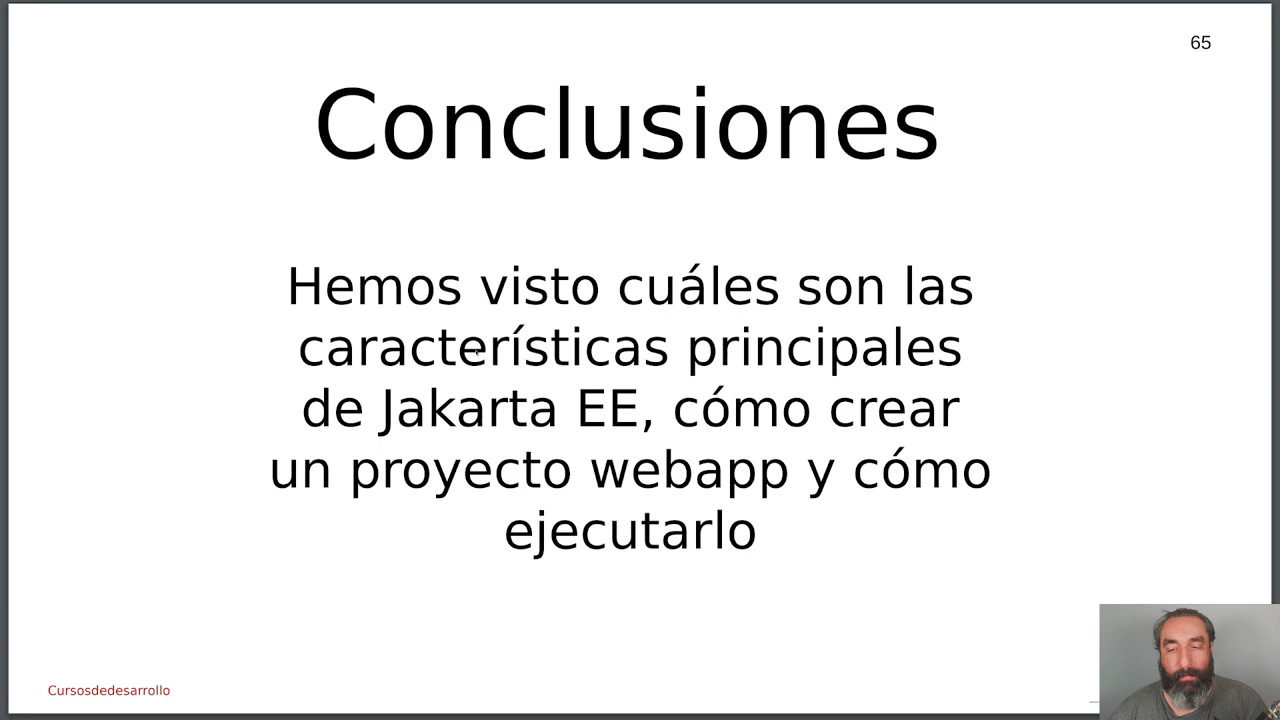 65
Conclusiones
Hemos visto cuáles son las
características principales
de Jakarta EE, cómo crear
un proyecto webapp y cómo
ejecutarlo
Cursosdedesarrollo